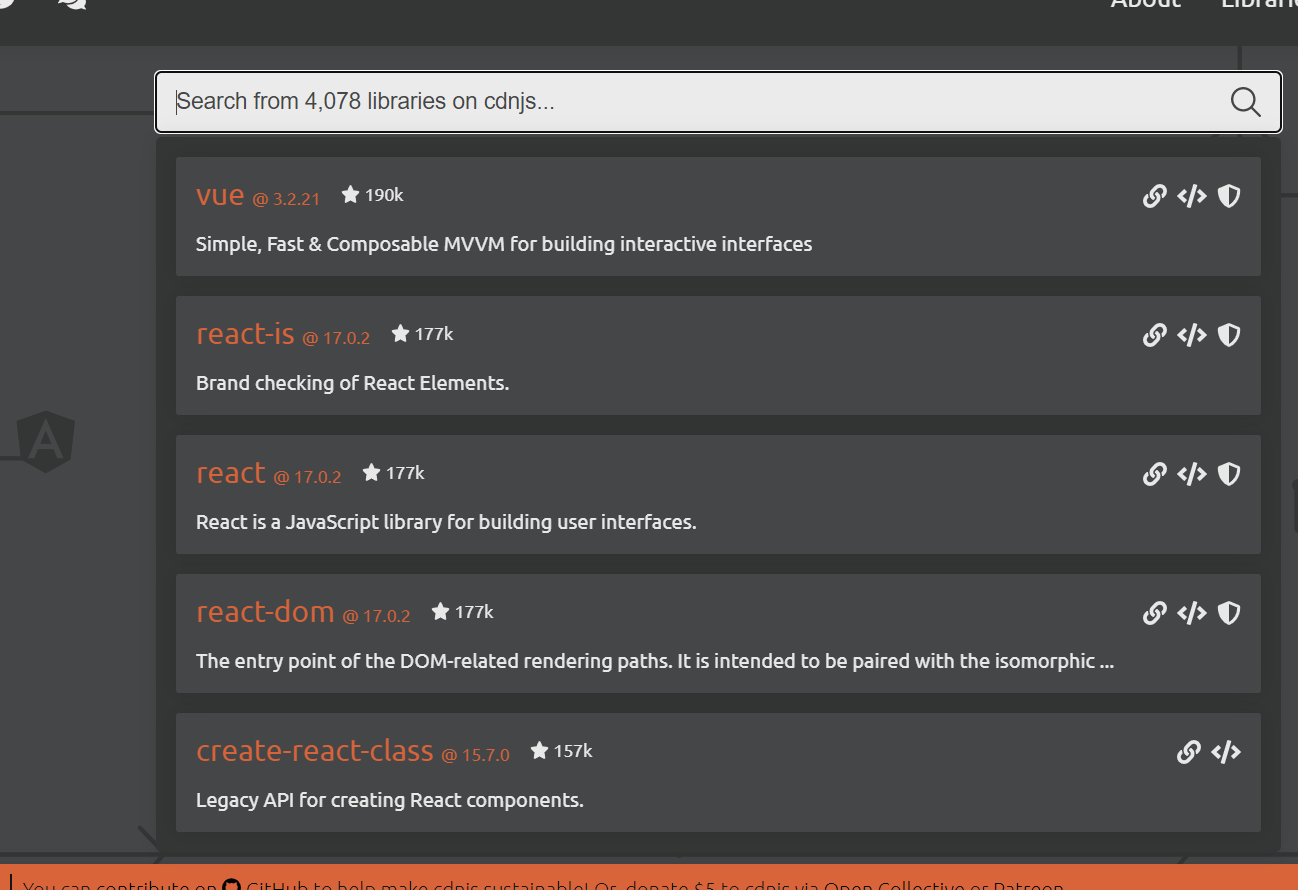 About Libraries
Search from 4,078 libraries on cdnjs...
vue @ 3.2.21 190k
Simple, Fast & Composable MVVM for building interactive interfaces
react-is @ 17.0.2 177k
Brand checking of React Elements.
react @ 17.0.2 177k
React is a JavaScript library for building user interfaces.
react-dom @ 17.0.2 177k
The entry point of the DOM-related rendering paths. It is intended to be paired with the isomorphic ...
create-react-class @ 15.7.0 157k
Legacy API for creating React components.
You can contribute on GitHub to help make cdnjs sustainable! Or, donate $5 to cdnjs via Open Collective or Patreon.